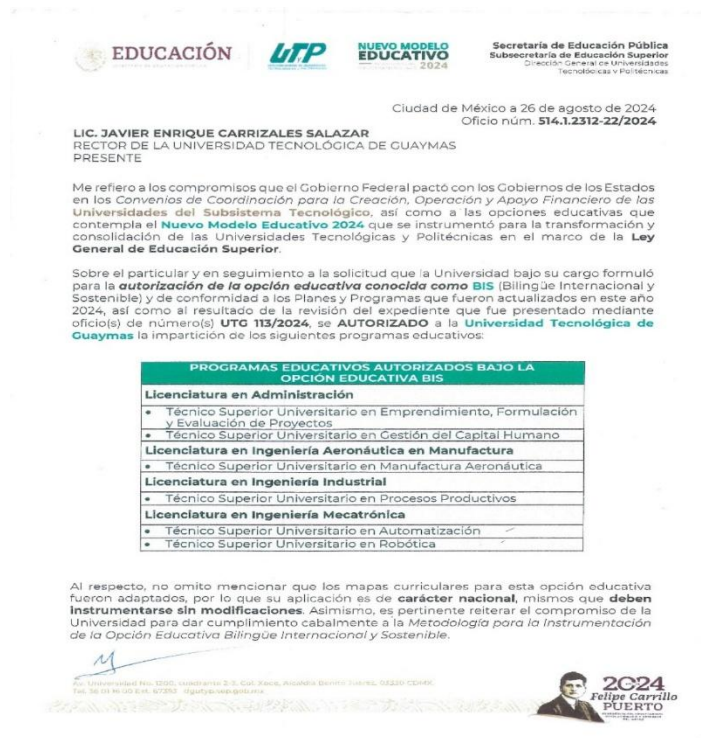 EDUCACIÓN
UTP
NUEVO MODELO
EDUCATIVO
2024
Secretaría de Educación Pública
Subsecretaría de Educación Superior
Dirección General de Universidades
Tecnológicas y Politécnicas
Ciudad de México a 26 de agosto de 2024
Oficio núm. 514.1.2312-22/2024
LIC. JAVIER ENRIQUE CARRIZALES SALAZAR
RECTOR DE LA UNIVERSIDAD TECNOLÓGICA DE GUAYMAS
PRESENTE
Me refiero a los compromisos que el Gobierno Federal pactó con los Gobiernos de los Estados
en los Convenios de Coordinación para la Creación, Operación y Apoyo Financiero de las
Universidades del Subsistema Tecnológico, así como a las opciones educativas que
contempla el Nuevo Modelo Educativo 2024 que se instrumentó para la transformación y
consolidación de las Universidades Tecnológicas y Politécnicas en el marco de la Ley
General de Educación Superior.
Sobre el particular y en seguimiento a la solicitud que la Universidad bajo su cargo formuló
para la autorización de la opción educativa conocida como BIS (Bilingüe Internacional y
Sostenible) y de conformidad a los Planes y Programas que fueron actualizados en este año
2024, así como al resultado de la revisión del expediente que fue presentado mediante
oficio(s) de número(s) UTG 113/2024, se AUTORIZADO a la Universidad Tecnológica de
Guaymas la impartición de los siguientes programas educativos:
PROGRAMAS EDUCATIVOS AUTORIZADOS BAJO LA
OPCIÓN EDUCATIVA BIS
Licenciatura en Administración
• Técnico Superior Universitario en Emprendimiento, Formulación
y Evaluación de Proyectos
• Técnico Superior Universitario en Gestión del Capital Humano
Licenciatura en Ingeniería Aeronáutica en Manufactura
• Técnico Superior Universitario en Manufactura Aeronáutica
Licenciatura en Ingeniería Industrial
• Técnico Superior Universitario en Procesos Productivos
Licenciatura en Ingeniería Mecatrónica
• Técnico Superior Universitario en Automatización
• Técnico Superior Universitario en Robótica
Al respecto, no omito mencionar que los mapas curriculares para esta opción educativa
fueron adaptados, por lo que su aplicación es de carácter nacional, mismos que deben
instrumentarse sin modificaciones. Asimismo, es pertinente reiterar el compromiso de la
Universidad para dar cumplimiento cabalmente a la Metodología para la Instrumentación
de la Opción Educativa Bilingüe Internacional y Sostenible.
Av. Universidad No. 1200, cuadrante 2-3, Col. Xoco, Alcaldía Benito Juárez, 03330 CDMX.
2024
Felipe Carrillo
PUERTO